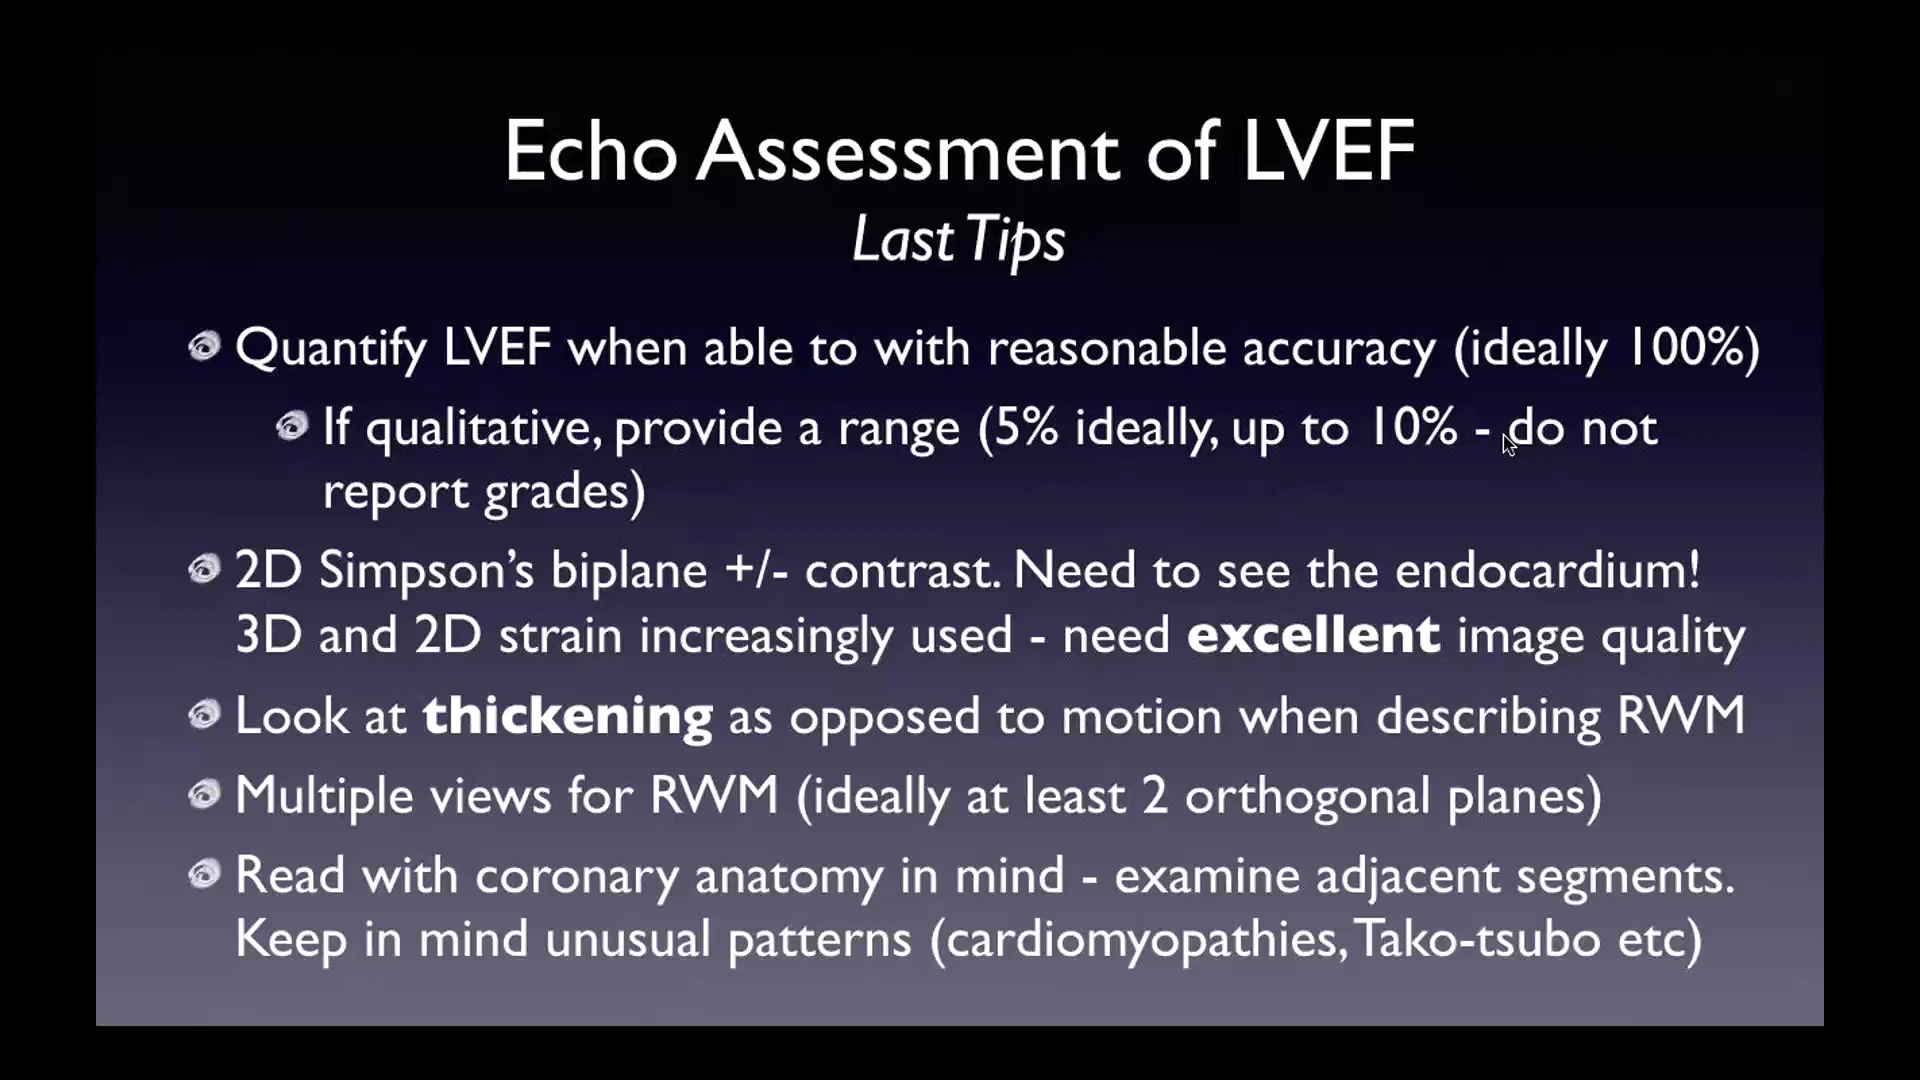 Echo Assessment of LVEF
Last Tips
Quantify LVEF when able to with reasonable accuracy (ideally 100%)
If qualitative, provide a range (5% ideally, up to 10% - do not
report grades)
2D Simpson’s biplane +/- contrast. Need to see the endocardium!
3D and 2D strain increasingly used - need excellent image quality
Look at thickening as opposed to motion when describing RWM
Multiple views for RWM (ideally at least 2 orthogonal planes)
Read with coronary anatomy in mind - examine adjacent segments.
Keep in mind unusual patterns (cardiomyopathies, Tako-tsubo etc)